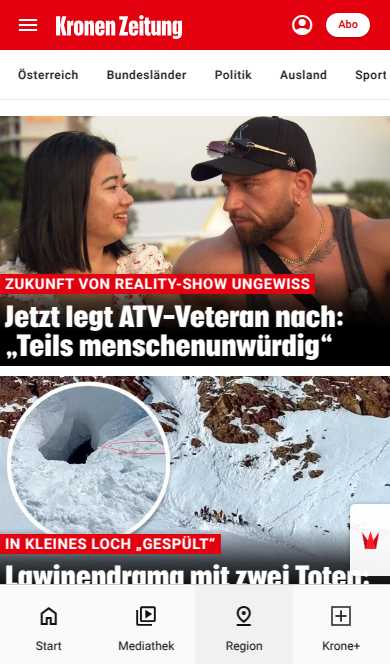 Kronen Zeitung
Abo
Österreich Bundesländer Politik Ausland Sport
ZUKUNFT VON REALITY-SHOW UNGEWISS
Jetzt legt ATV-Veteran nach:
„Teils menschenunwürdig“
IN KLEINES LOCH „GESPÜLT“
Lawinendrama mit zwei Toten:
Start Mediathek Region Krone+